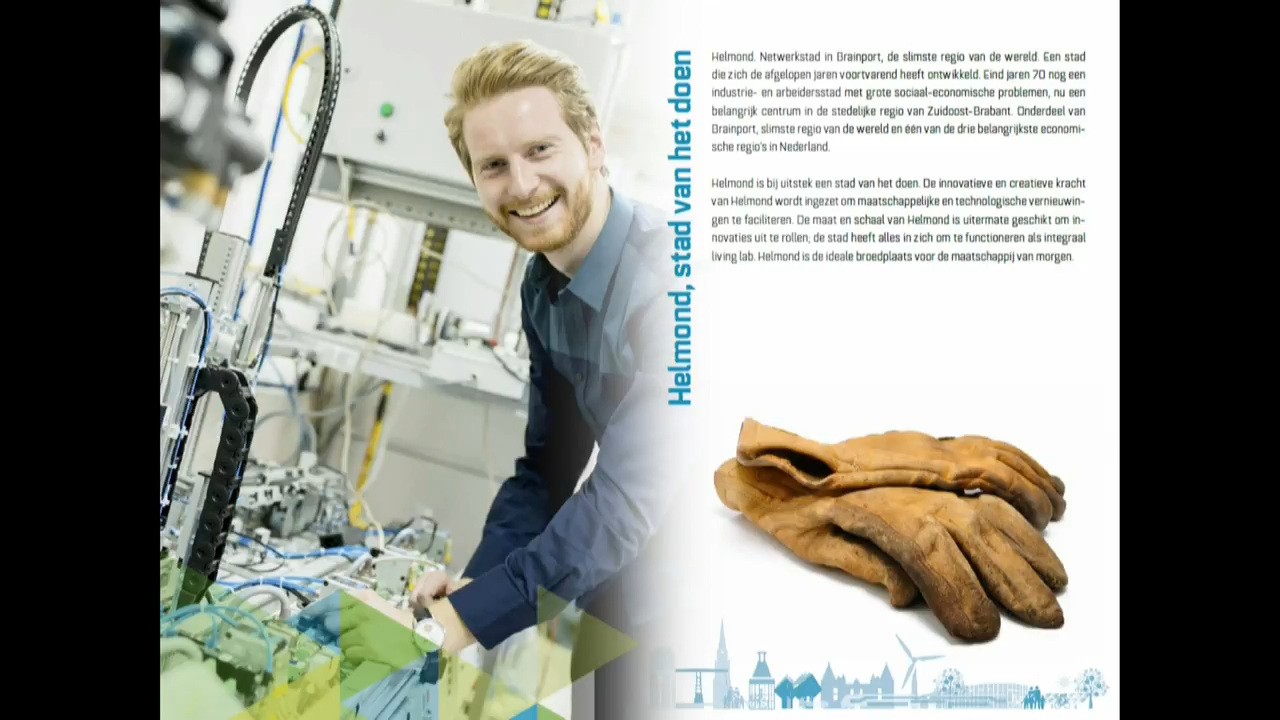 Helmond, stad van het doen
Helmond. Netwerkstad in Brainport, de slimste regio van de wereld. Een stad
die zich de afgelopen jaren voortvarend heeft ontwikkeld. Eind jaren 70 nog een
industrie- en arbeidersstad met grote sociaal-economische problemen, nu een
belangrijk centrum in de stedelijke regio van Zuidoost-Brabant. Onderdeel van
Brainport, slimste regio van de wereld en één van de drie belangrijkste economi-
sche regio's in Nederland.
Helmond is bij uitstek een stad van het doen. De innovatieve en creatieve kracht
van Helmond wordt ingezet om maatschappelijke en technologische vernieuwin-
gen te faciliteren. De maat en schaal van Helmond is uitermate geschikt om in-
novaties uit te rollen; de stad heeft alles in zich om te functioneren als integraal
living lab. Helmond is de ideale broedplaats voor de maatschappij van morgen.